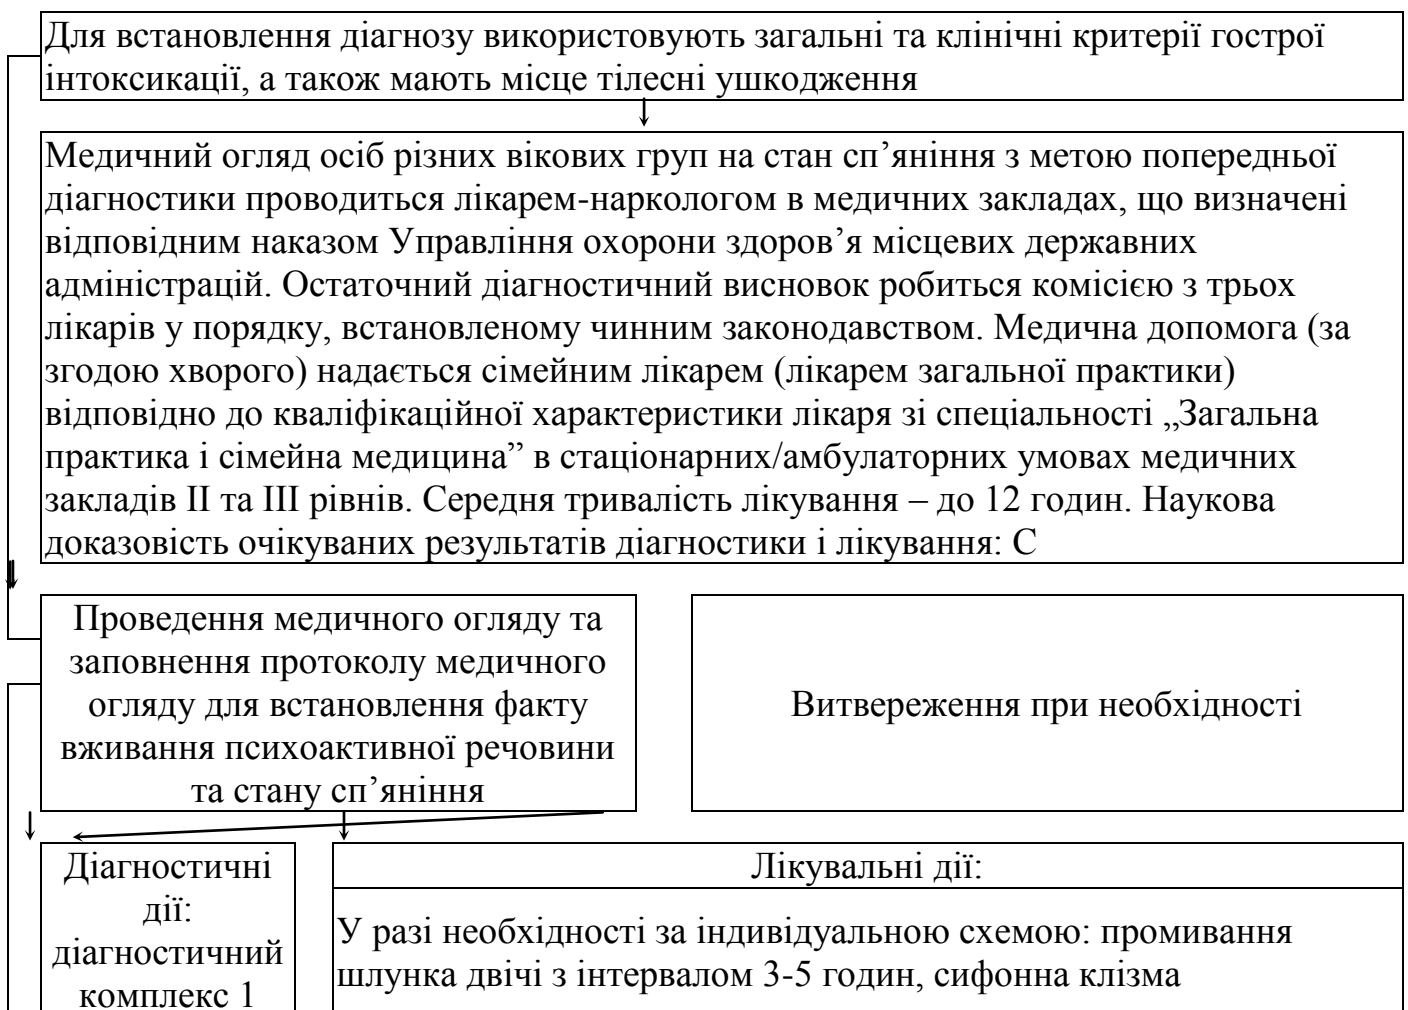 Для встановлення діагнозу використовують загальні та клінічні критерії гострої
інтоксикації, а також мають місце тілесні ушкодження
Медичний огляд осіб різних вікових груп на стан сп’яніння з метою попередньої
діагностики проводиться лікарем-наркологом в медичних закладах, що визначені
відповідним наказом Управління охорони здоров’я місцевих державних
адміністрацій. Остаточний діагностичний висновок робиться комісією з трьох
лікарів у порядку, встановленому чинним законодавством. Медична допомога (за
згодою хворого) надається сімейним лікарем (лікарем загальної практики)
відповідно до кваліфікаційної характеристики лікаря зі спеціальності „Загальна
практика і сімейна медицина” в стаціонарних/амбулаторних умовах медичних
закладів ІІ та ІІІ рівнів. Середня тривалість лікування – до 12 годин. Наукова
доказовість очікуваних результатів діагностики і лікування: С
Проведення медичного огляду та
заповнення протоколу медичного
огляду для встановлення факту
вживання психоактивної речовини
та стану сп’яніння
Витвереження при необхідності
Діагностичні
дії:
діагностичний
комплекс 1
Лікувальні дії:
У разі необхідності за індивідуальною схемою: промивання
шлунка двічі з інтервалом 3-5 годин, сифонна клізма